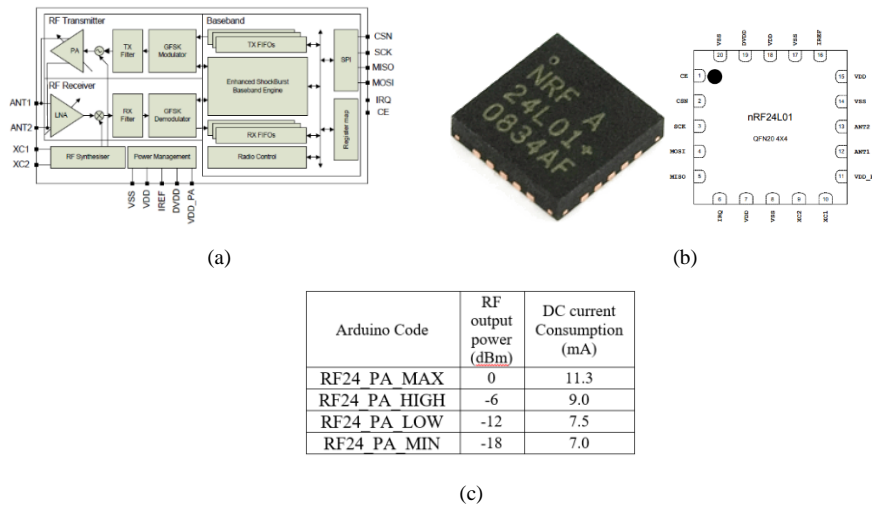 RF Transmitter
Baseband
PA
TX
Filter
GFSK
Modulator
TX FIFOs
Enhanced ShockBurst
Baseband Engine
RF Receiver
LNA
RX
Filter
GFSK
Demodulator
RX FIFOs
RF Synthesiser
Power Management
Radio Control
SPI
Register map
CSN
SCK
MISO
MOSI
IRQ
CE
ANT1
ANT2
XC1
XC2
VSS
VDD
IREF
DVDD
VDD_PA
(a)
NRF A
24L01+
0834AF
VSS
DVDD
VDD
VSS
IREF
20 19 18 17 16
CE 1
CSN 2
SCK 3
MOSI 4
MISO 5
nRF24L01
QFN20 4X4
15 VDD
14 VSS
13 ANT2
12 ANT1
11
6 7 8 9 10
IRQ
VDD
VSS
XC2
XC1
(b)
Arduino Code
RF
output
power
(dBm)
DC current
Consumption
(mA)
RF24_PA_MAX 0 11.3
RF24_PA_HIGH -6 9.0
RF24_PA_LOW -12 7.5
RF24_PA_MIN -18 7.0
(c)